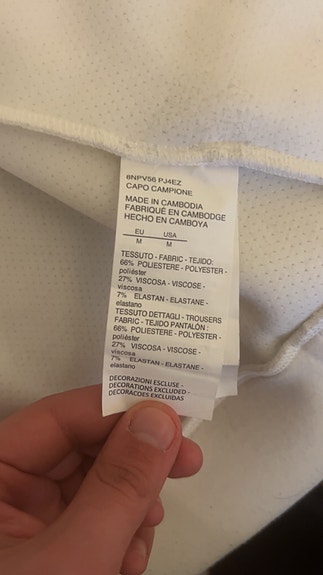 8NPV56 PJ4EZ
CAPO CAMPIONE
MADE IN CAMBODIA
FABRIQUÉ EN CAMBODGE
HECHO EN CAMBOYA
EU USA
M M
TESSUTO - FABRIC - TEJIDO:
66% POLIESTERE - POLYESTER -
poliéster
27% VISCOSA - VISCOSE -
viscosa
7% ELASTAN - ELASTANE -
elastano
TESSUTO DETTAGLI - TROUSERS
FABRIC - TEJIDO PANTALÓN :
66% POLIESTERE - POLYESTER -
poliéster
27% VISCOSA - VISCOSE -
viscosa
7% ELASTAN - ELASTANE -
elastano
DECORAZIONI ESCLUSE -
DECORATIONS EXCLUDED -
DECORACOES EXCLUIDAS